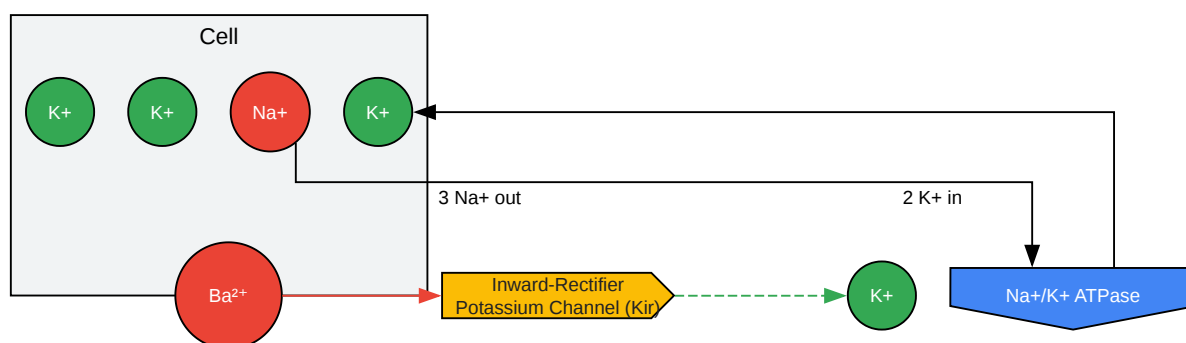 Cell
K+
K+
Na+
K+
3 Na+ out
2 K+ in
Ba²⁺
Inward-Rectifier
Potassium Channel (Kir)
K+
Na+/K+ ATPase